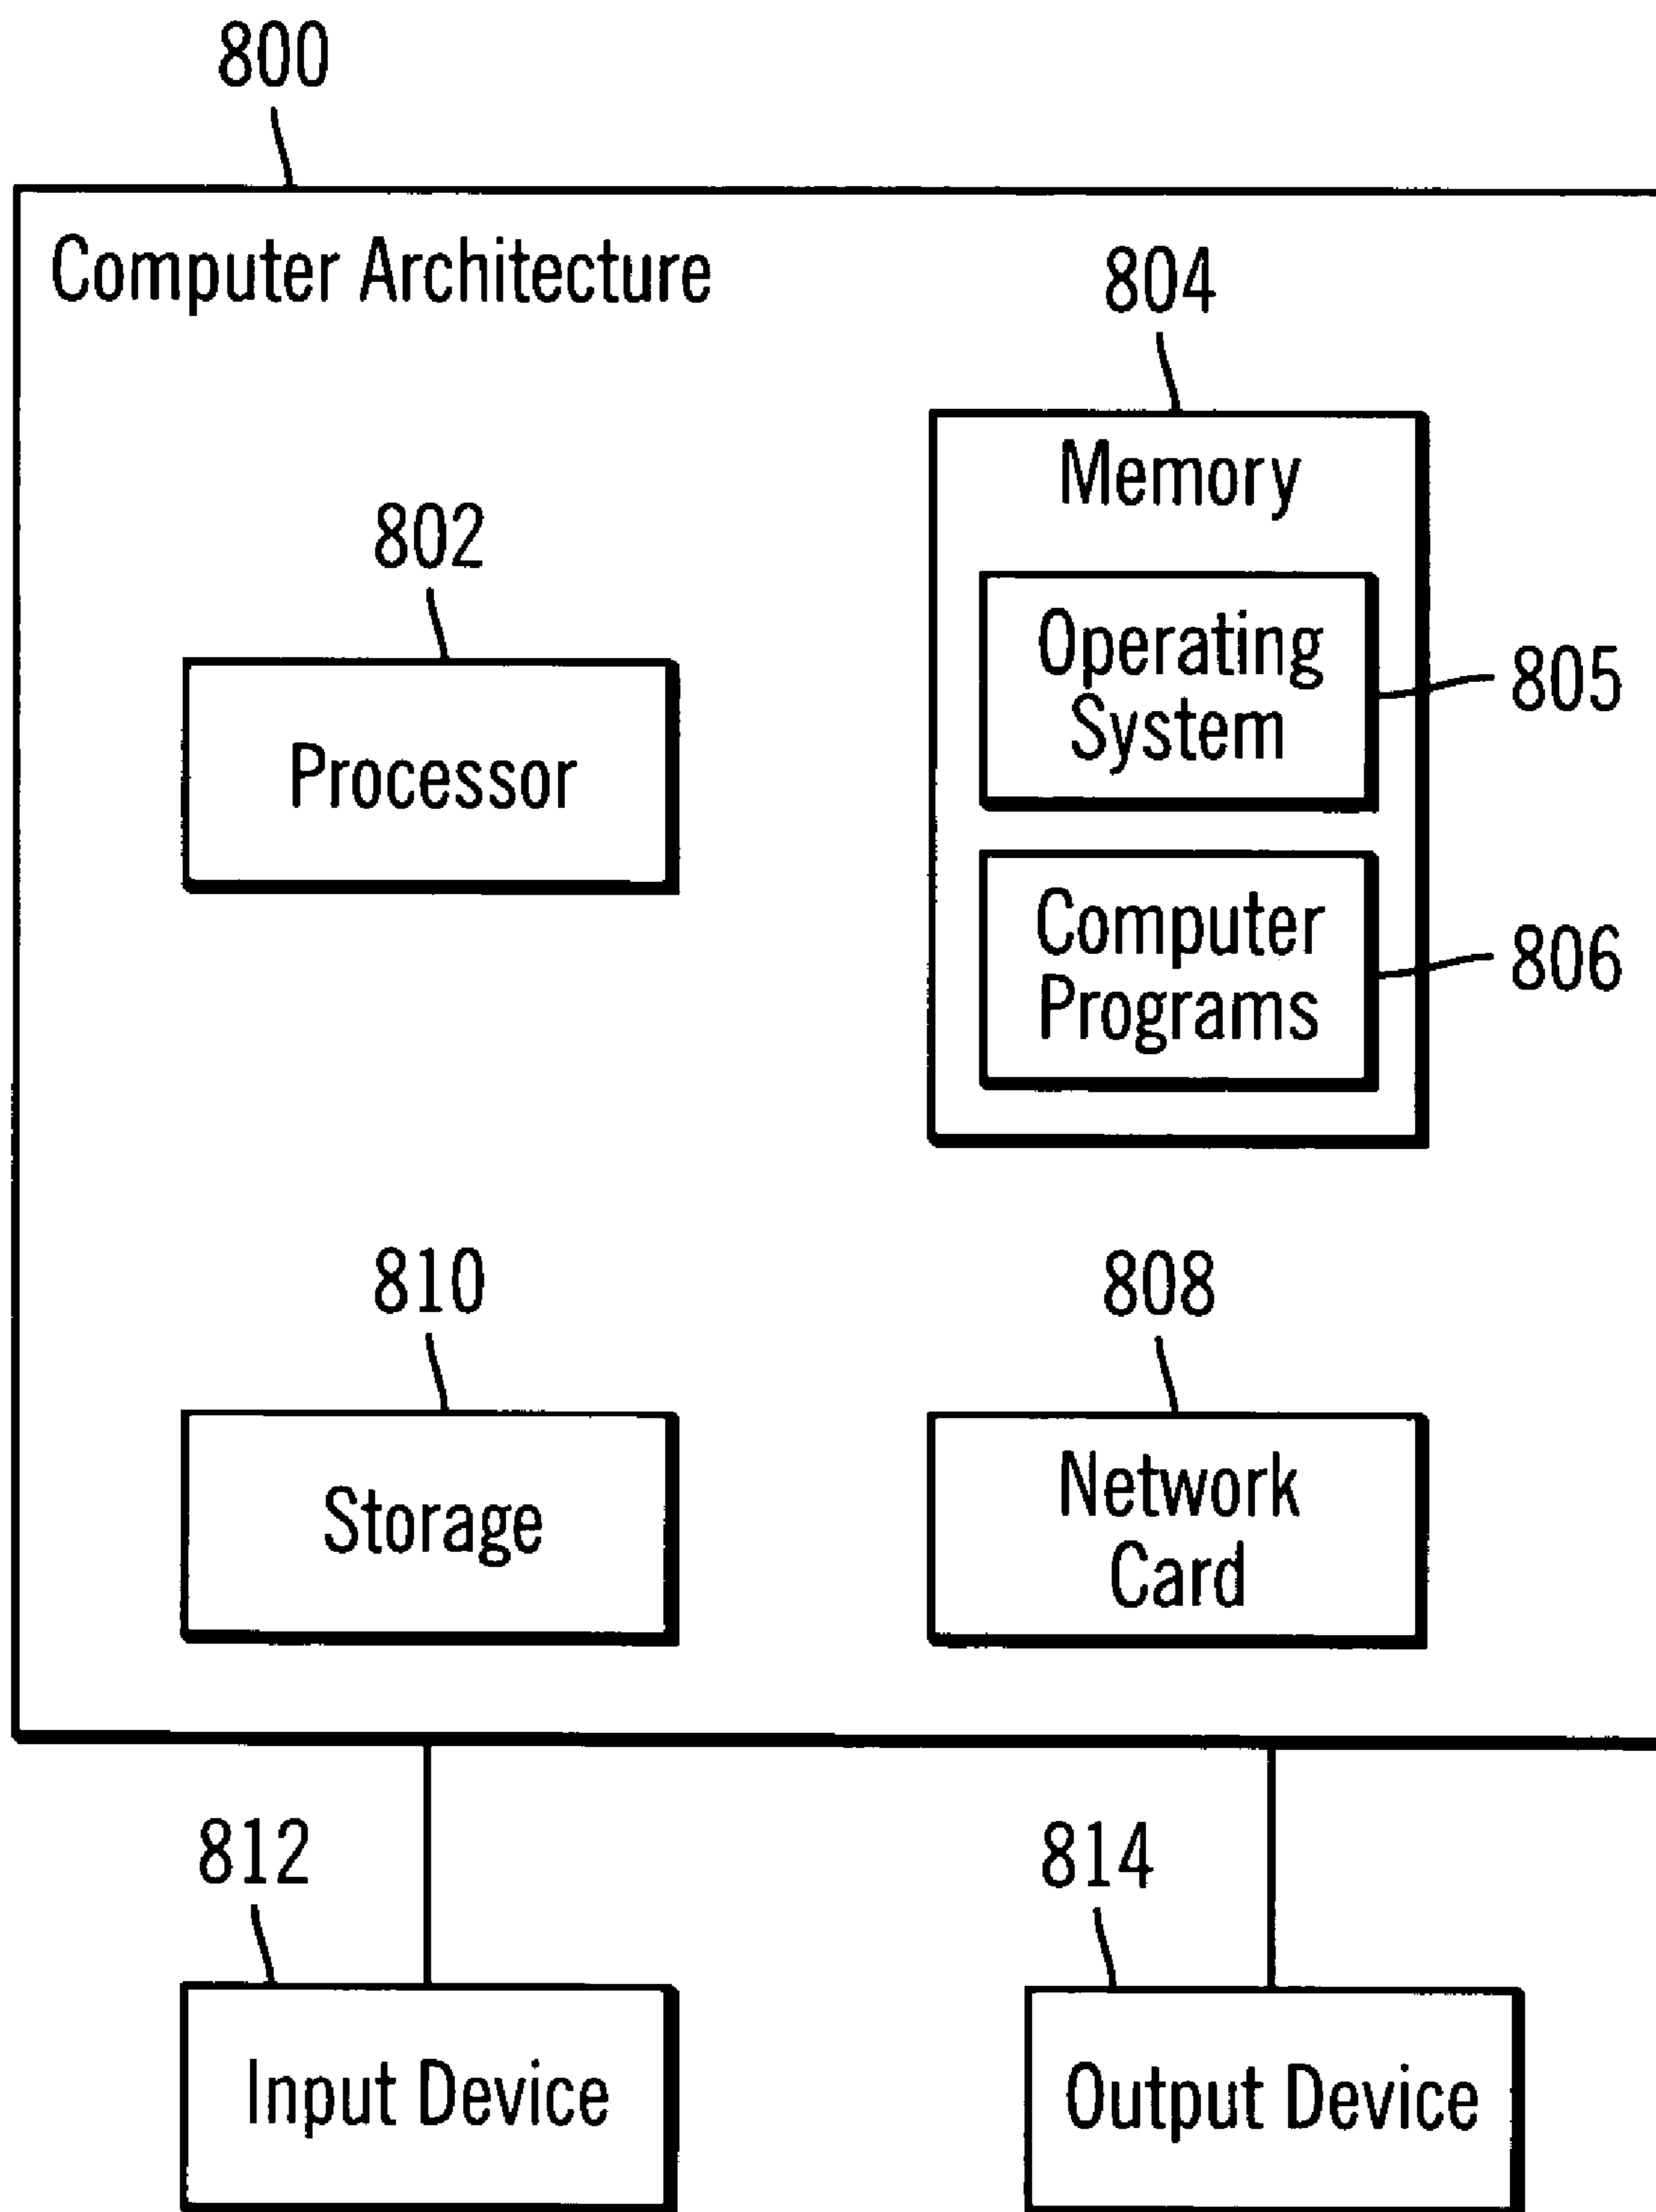 800
Computer Architecture
804
Memory
802
Operating
System
805
Processor
Computer
Programs
806
810
808
Storage
Network
Card
812
814
Input Device
Output Device